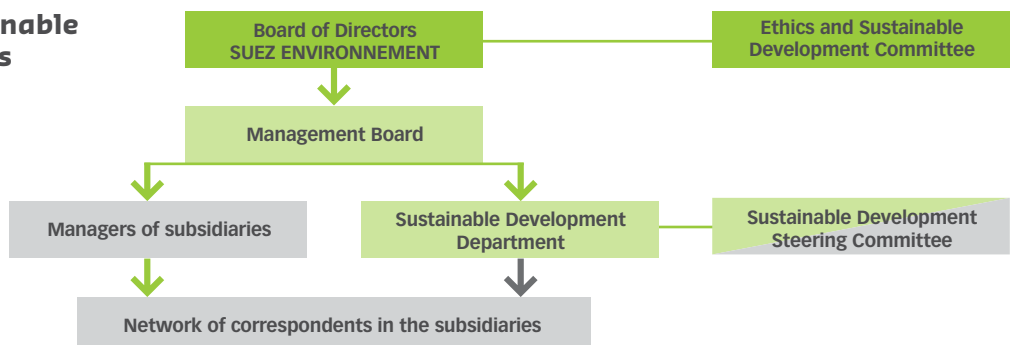 Board of Directors
SUEZ ENVIRONNEMENT
Ethics and Sustainable
Development Committee
Management Board
Managers of subsidiaries
Sustainable Development
Department
Sustainable Development
Steering Committee
Network of correspondents in the subsidiaries